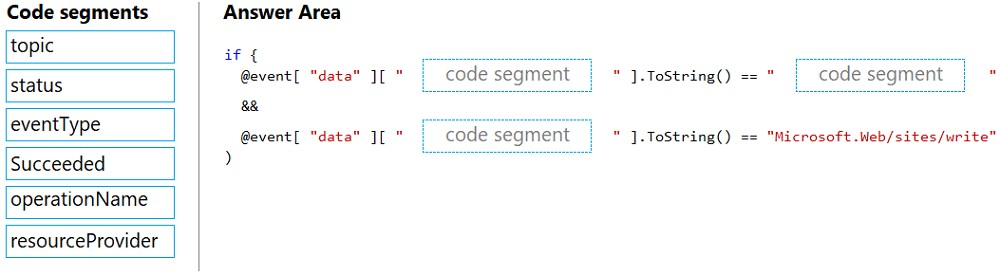 Code segments
topic
status
eventType
Succeeded
operationName
resourceProvider
Answer Area
if {
@event[ "data" ][ " code segment " ].ToString() == " code segment "
&&
@event[ "data" ][ " code segment " ].ToString() == "Microsoft.Web/sites/write"
)